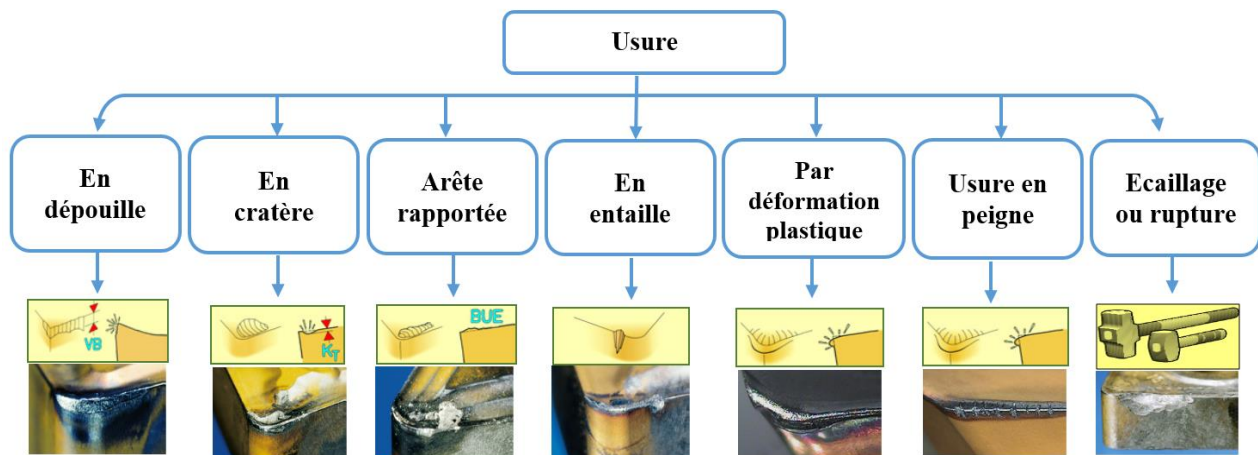 Usure
En
dépouille
En
cratère
Arête
rapportée
En
entaille
Par
déformation
plastique
Usure en
peigne
Ecaillage
ou rupture
VB
KT
BUE